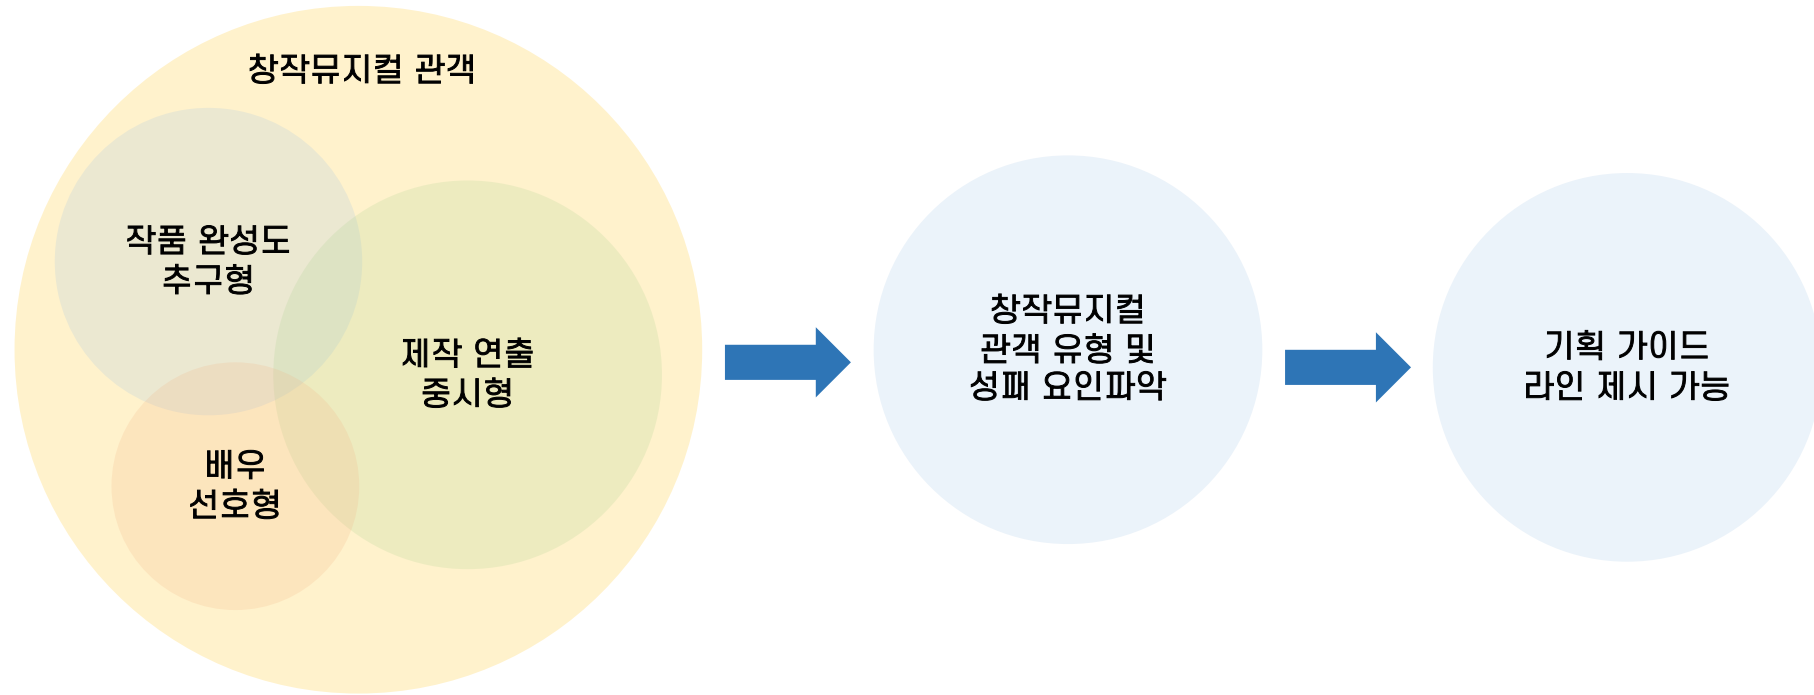 창작뮤지컬 관객
작품 완성도
추구형
제작 연출
중시형
배우
선호형
창작뮤지컬
관객 유형 및
성패 요인파악
기획 가이드
라인 제시 가능